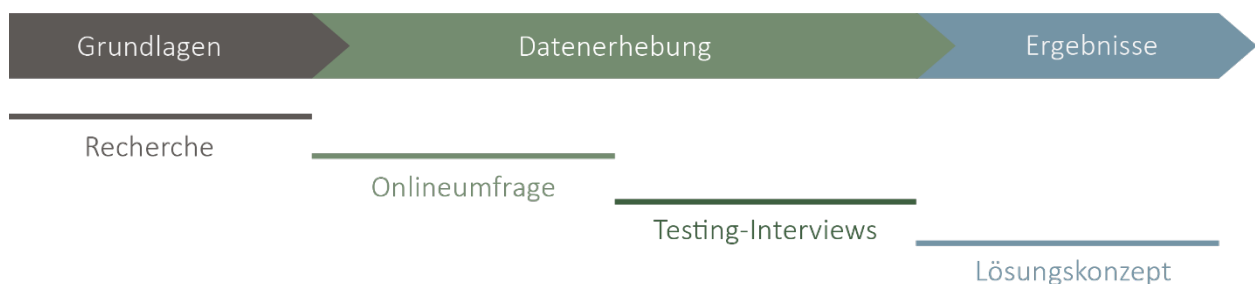 Grundlagen
Datenerhebung
Ergebnisse
Recherche
Onlineumfrage
Testing-Interviews
Lösungskonzept